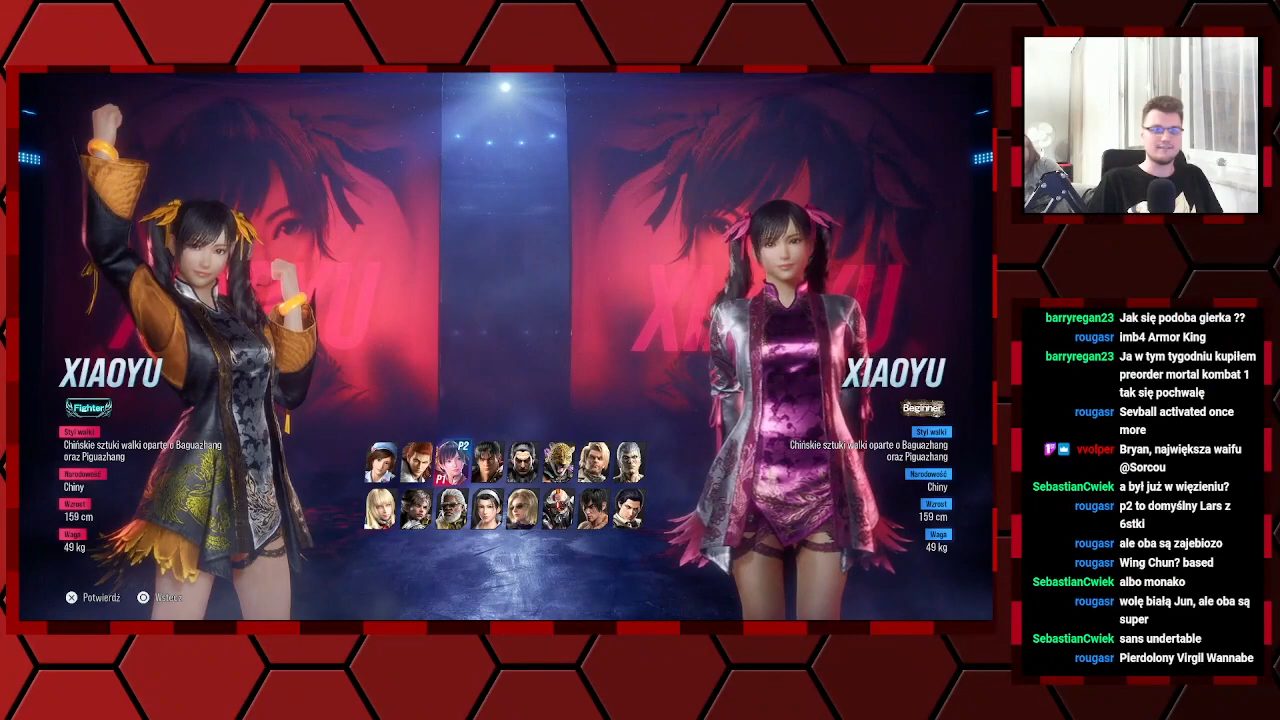 XIAOYU
Fighter
Styl walki
Chińskie sztuki walki oparte o Baguazhang
oraz Piguazhang
Narodowość
Chiny
Wzrost
159 cm
Waga
49 kg
Potwierdź
Wstecz
P2
P1
XIAOYU
Beginner
Styl walki
Chińskie sztuki walki oparte o Baguazhang
oraz Piguazhang
Narodowość
Chiny
Wzrost
159 cm
Waga
49 kg
barryregan23 Jak się podoba gierka ??
rougasr imb4 Armor King
barryregan23 Ja w tym tygodniu kupiłem
preorder mortal kombat 1
tak się pochwalę
rougasr Sevball activated once
more
vvolper Bryan, największa waifu
@Sorcou
SebastianCwiek a był już w więzieniu?
rougasr p2 to domyślny Lars z
6stki
rougasr ale oba są zajebiozo
rougasr Wing Chun? based
SebastianCwiek albo monako
rougasr wolę białą Jun, ale oba są
super
SebastianCwiek sans undertable
rougasr Pierdolony Virgil Wannabe